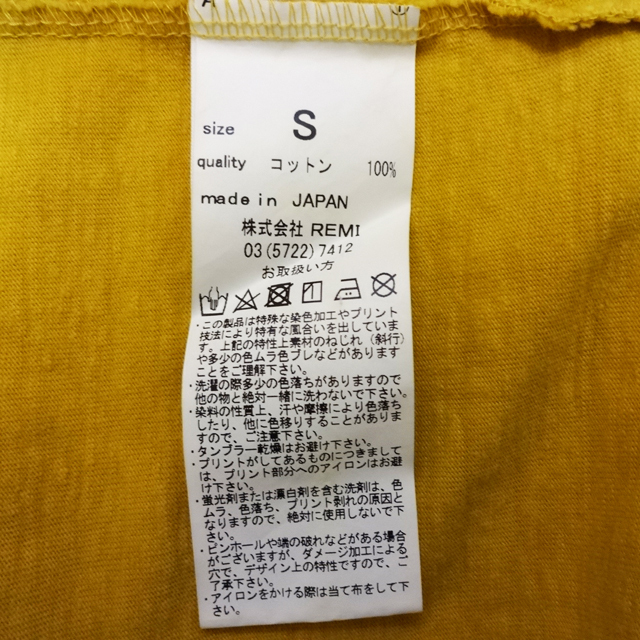 size S
quality コットン 100%
made in JAPAN
株式会社 REMI
03(5722)7412
お取扱い方
・この製品は特殊な染色加工やプリント
技法により特有な風合いを出していま
す。上記の特性上素材のねじれ（斜行）
や多少の色ムラ色ブレなどがあります
ことをご理解下さい。
・洗濯の際多少の色落ちがありますので
他の物と絶対一緒に洗わないで下さい。
・染料の性質上、汗や摩擦により色落ち
したり、他に色移りすることがありま
すので、ご注意下さい。
・タンブラー乾燥はお避け下さい。
・プリントがしてあるものにつきまして
は、プリント部分へのアイロンはお避
け下さい。
・蛍光剤または漂白剤を含む洗剤は、色
ムラ、色落ち、プリント剥れの原因と
なりますので、絶対に使用しないで下
さい。
・ピンホールや端の破れなどがある場合
がございますが、ダメージ加工による
穴で、デザイン上の特性ですので、ご
了承下さい。
・アイロンをかける際は当て布をして下
さい。